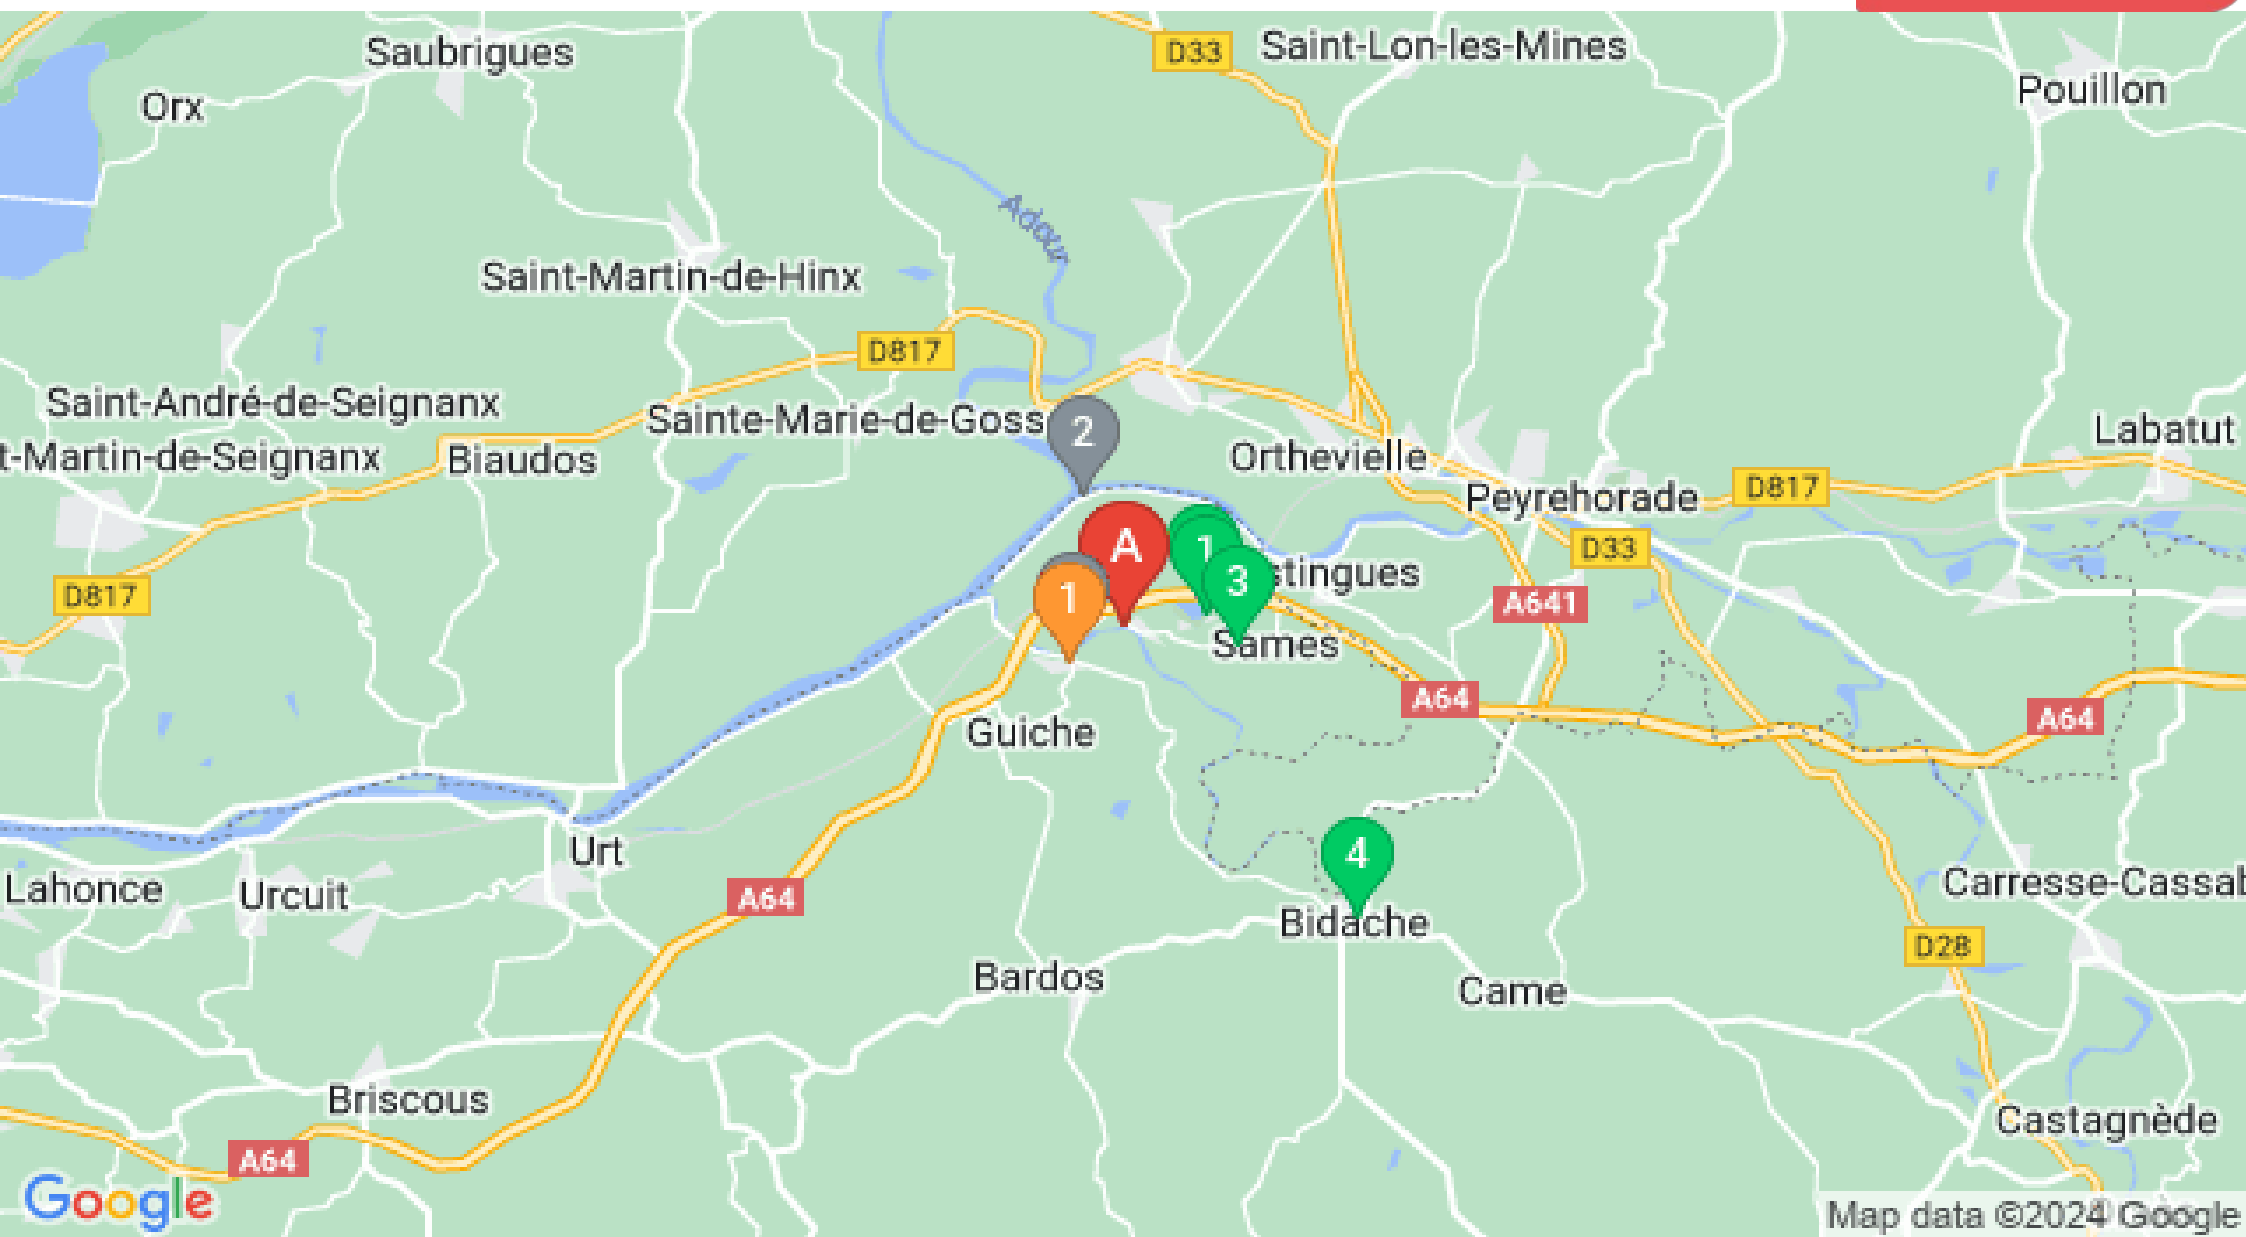 Saubrigues
D33
Saint-Lon-les-Mines
Pouillon
Orx
Adour
Saint-Martin-de-Hinx
D817
Saint-André-de-Seignanx
Sainte-Marie-de-Goss
2
Labatut
t-Martin-de-Seignanx
Biaudos
Orthevielle
Peyrehorade
D817
A
1
D33
stingues
3
D817
1
A641
Sames
A64
A64
Guiche
Urt
4
Lahonce
Urcuit
A64
Carresse-Cassab
Bidache
D28
Bardos
Came
Briscous
Castagnède
A64
Google
Map data ©2024 Google